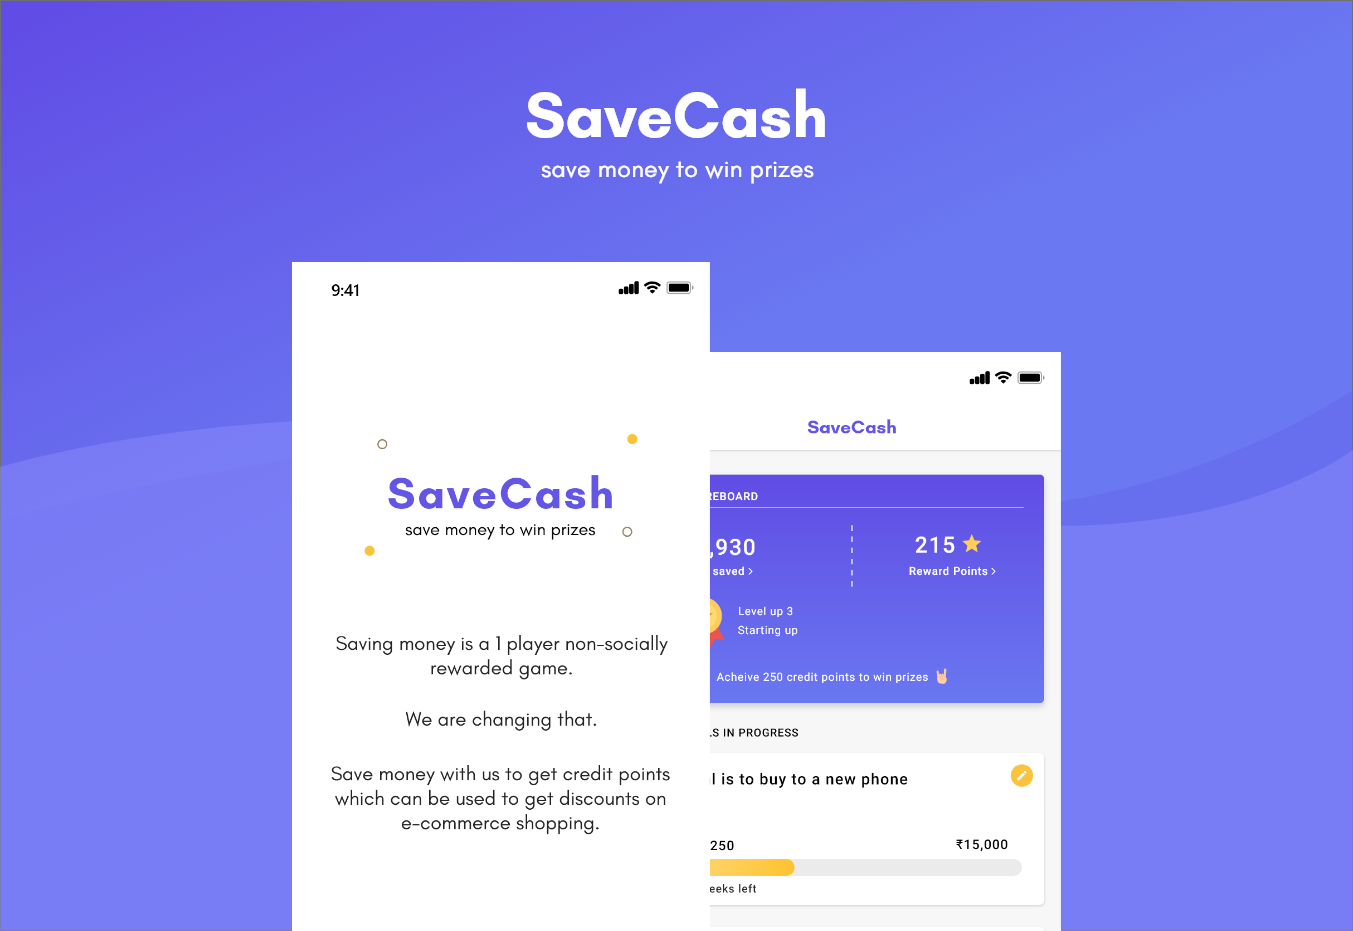 SaveCash
save money to win prizes
9:41
SaveCash
save money to win prizes
Saving money is a 1 player non-socially
rewarded game.
We are changing that.
Save money with us to get credit points
which can be used to get discounts on
e-commerce shopping.
SaveCash
REBOARD
,930
215
saved >
Reward Points >
Level up 3
Starting up
Acheive 250 credit points to win prizes 🤘
LS IN PROGRESS
l is to buy to a new phone
250
₹15,000
eeks left